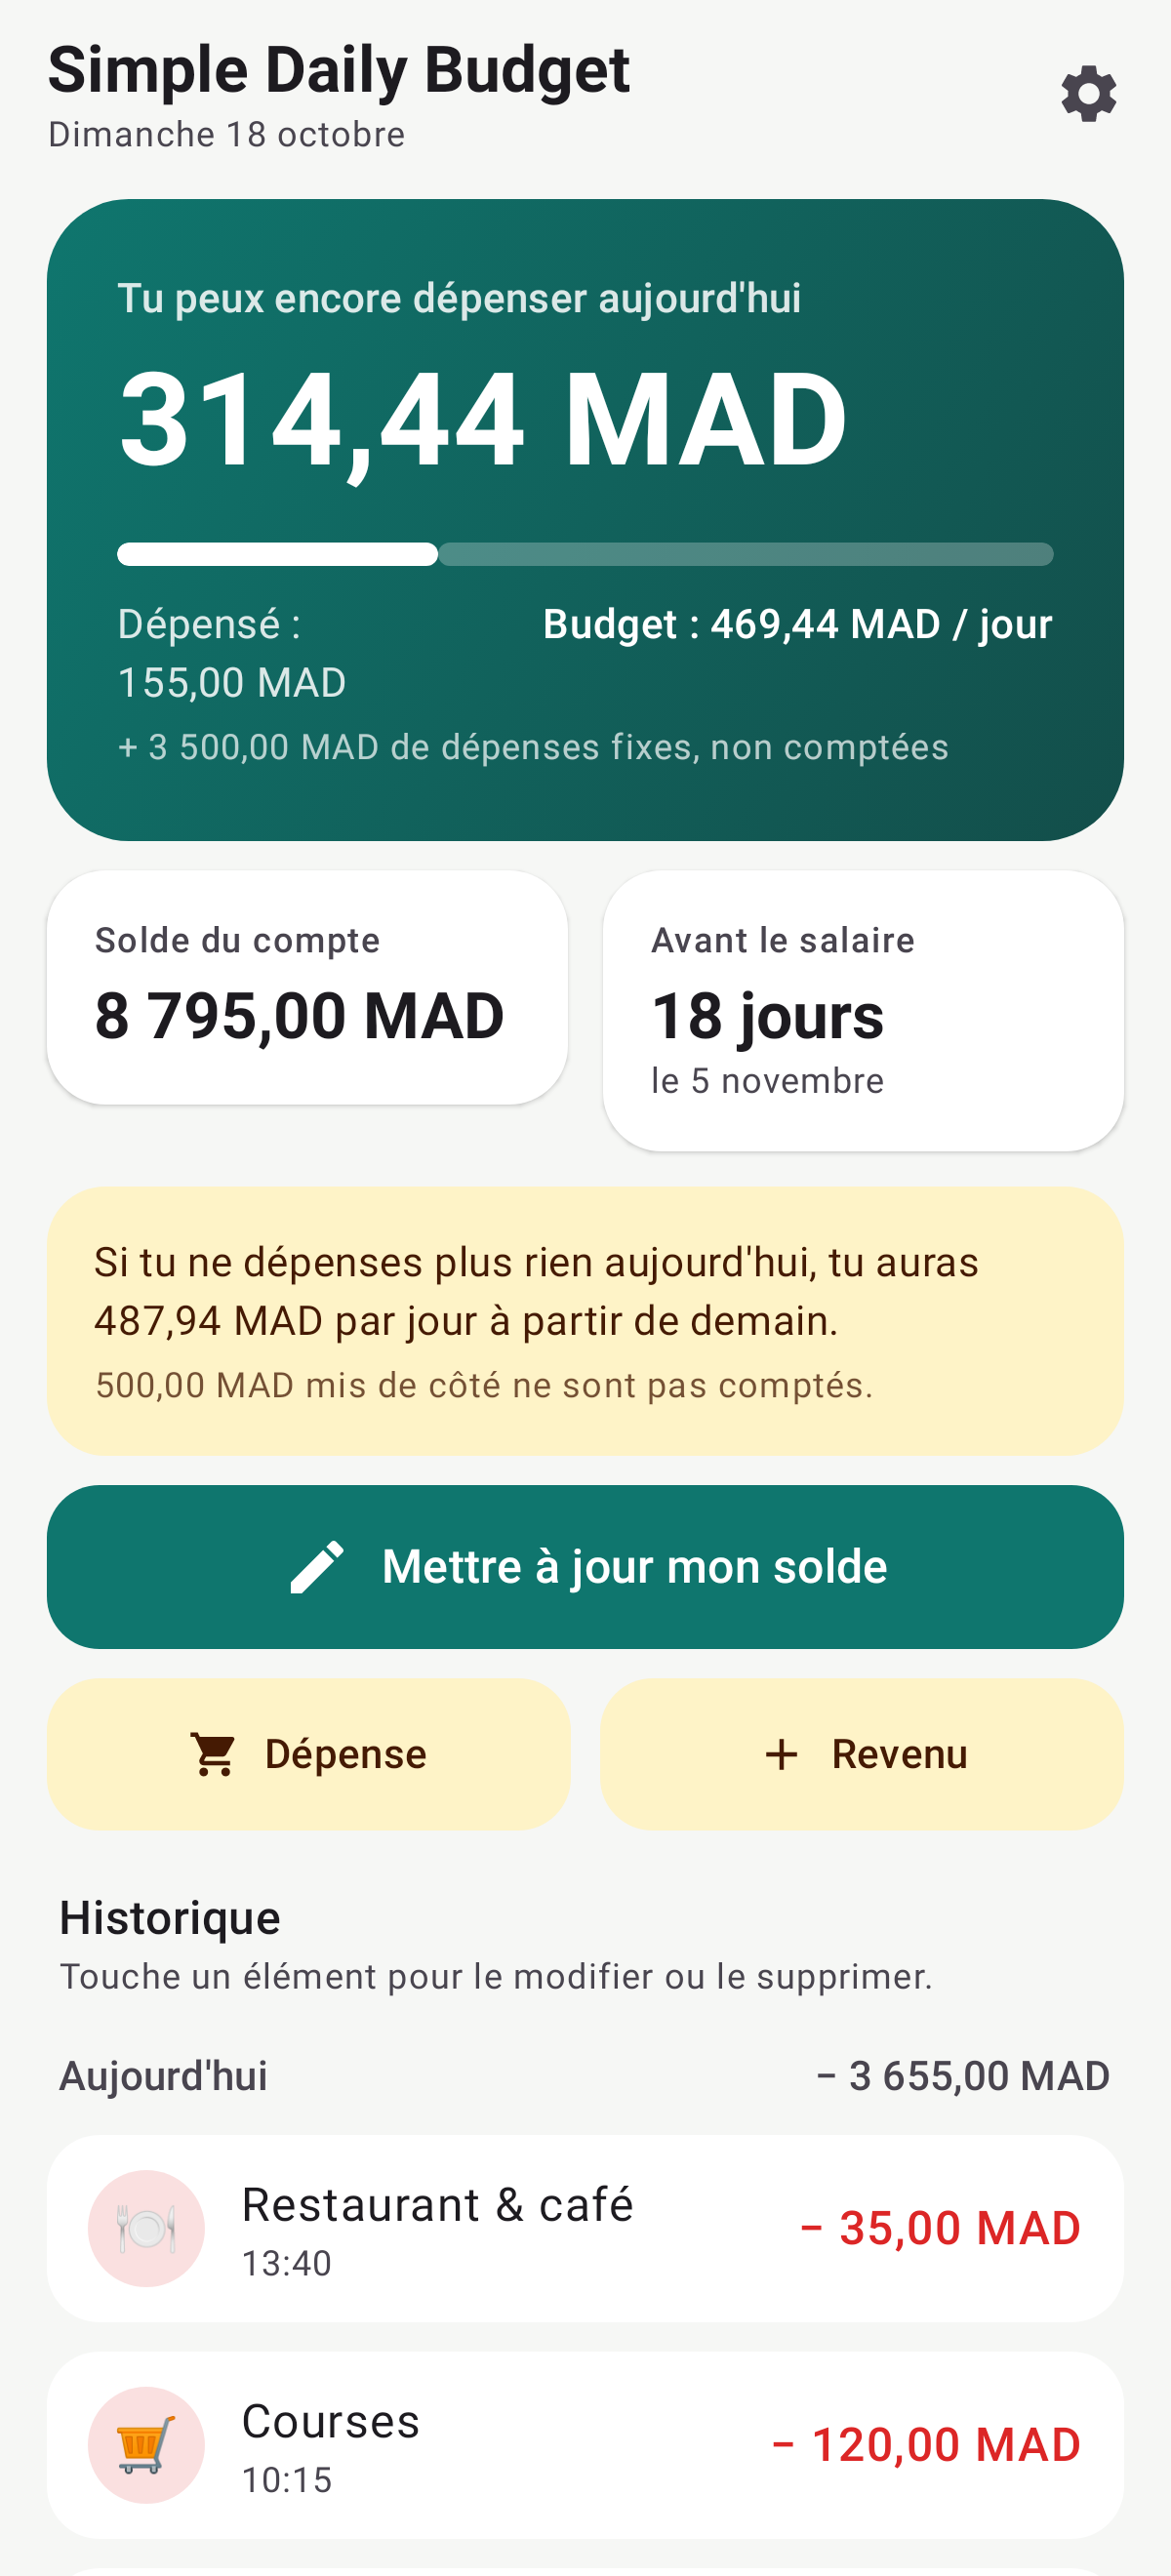 Simple Daily Budget
Dimanche 18 octobre
Tu peux encore dépenser aujourd'hui
314,44 MAD
Dépensé :
155,00 MAD
Budget : 469,44 MAD / jour
+ 3 500,00 MAD de dépenses fixes, non comptées
Solde du compte
8 795,00 MAD
Avant le salaire
18 jours
le 5 novembre
Si tu ne dépenses plus rien aujourd'hui, tu auras
487,94 MAD par jour à partir de demain.
500,00 MAD mis de côté ne sont pas comptés.
Mettre à jour mon solde
Dépense
+ Revenu
Historique
Touche un élément pour le modifier ou le supprimer.
Aujourd'hui
− 3 655,00 MAD
Restaurant & café
13:40
− 35,00 MAD
Courses
10:15
− 120,00 MAD